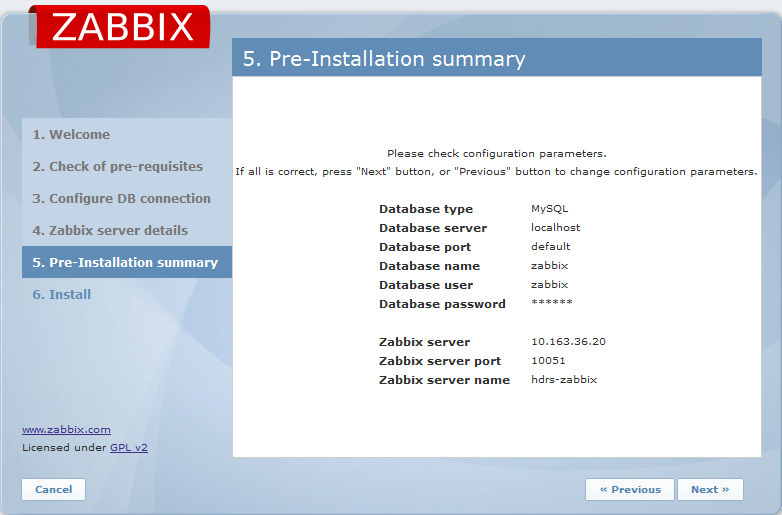 ZABBIX
5. Pre-Installation summary
1. Welcome
2. Check of pre-requisites
3. Configure DB connection
4. Zabbix server details
5. Pre-Installation summary
6. Install
Please check configuration parameters.
If all is correct, press "Next" button, or "Previous" button to change configuration parameters.
Database type MySQL
Database server localhost
Database port default
Database name zabbix
Database user zabbix
Database password ******
Zabbix server 10.163.36.20
Zabbix server port 10051
Zabbix server name hdrs-zabbix
www.zabbix.com
Licensed under GPL v2
Cancel
« Previous
Next »